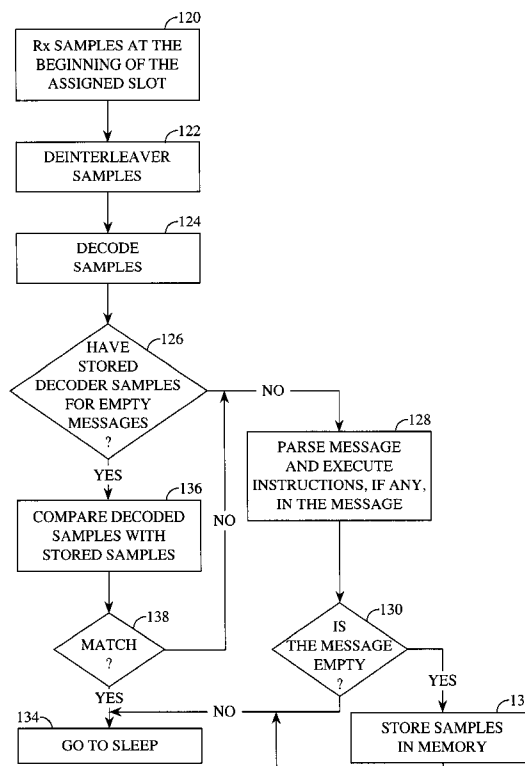 120
Rx SAMPLES AT THE
BEGINNING OF THE
ASSIGNED SLOT
122
DEINTERLEAVER
SAMPLES
124
DECODE
SAMPLES
126
HAVE
STORED
DECODER SAMPLES
FOR EMPTY
MESSAGES
?
NO
YES
128
PARSE MESSAGE
AND EXECUTE
INSTRUCTIONS, IF ANY,
IN THE MESSAGE
136
COMPARE DECODED
SAMPLES WITH
STORED SAMPLES
NO
138
MATCH
?
YES
130
IS
THE MESSAGE
EMPTY
?
YES
NO
134
GO TO SLEEP
STORE SAMPLES
IN MEMORY